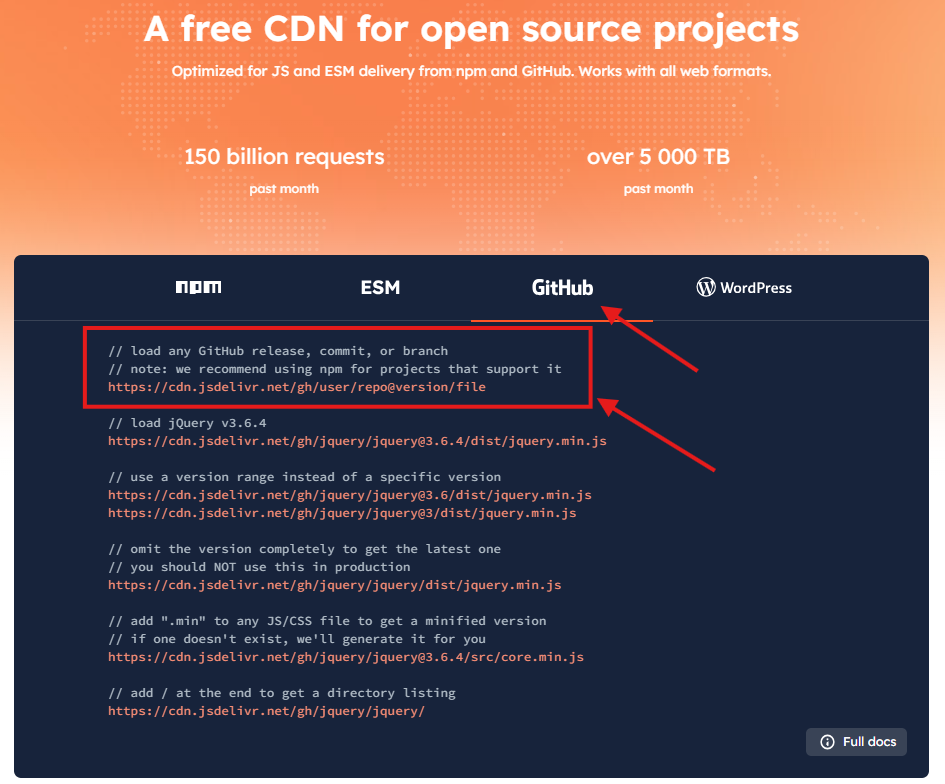 A free CDN for open source projects
Optimized for JS and ESM delivery from npm and GitHub. Works with all web formats.
150 billion requests
past month
over 5 000 TB
past month
npm
ESM
GitHub
WordPress
// load any GitHub release, commit, or branch
// note: we recommend using npm for projects that support it
https://cdn.jsdelivr.net/gh/user/repo@version/file
// load jQuery v3.6.4
https://cdn.jsdelivr.net/gh/jquery/jquery@3.6.4/dist/jquery.min.js
// use a version range instead of a specific version
https://cdn.jsdelivr.net/gh/jquery/jquery@3.6/dist/jquery.min.js
https://cdn.jsdelivr.net/gh/jquery/jquery@3/dist/jquery.min.js
// omit the version completely to get the latest one
// you should NOT use this in production
https://cdn.jsdelivr.net/gh/jquery/jquery/dist/jquery.min.js
// add ".min" to any JS/CSS file to get a minified version
// if one doesn't exist, we'll generate it for you
https://cdn.jsdelivr.net/gh/jquery/jquery@3.6.4/src/core.min.js
// add / at the end to get a directory listing
https://cdn.jsdelivr.net/gh/jquery/jquery/
Full docs